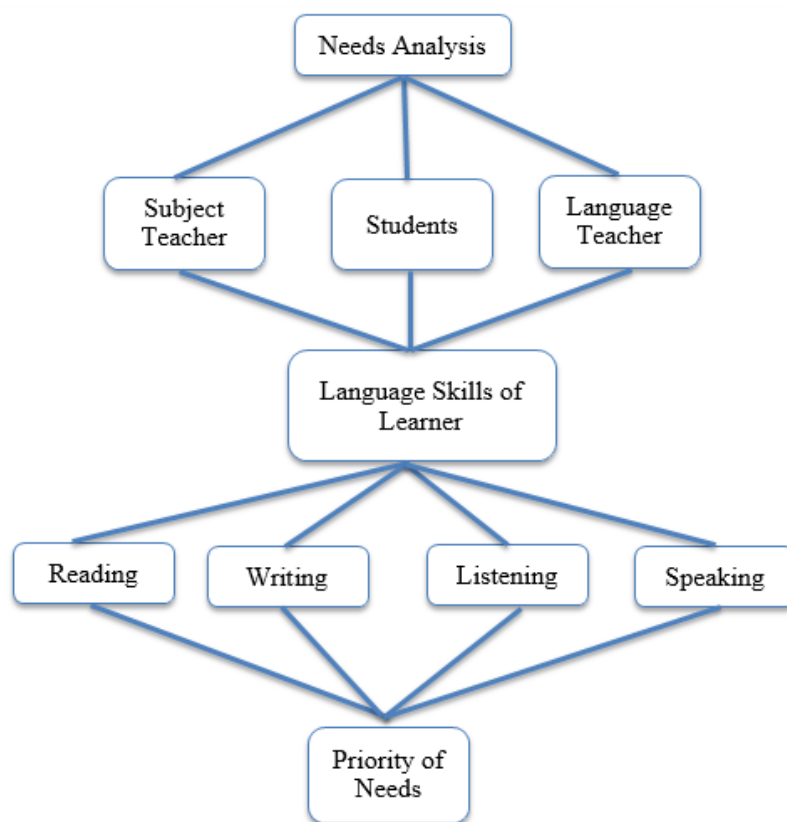 Needs Analysis
Subject
Teacher
Students
Language
Teacher
Language Skills of
Learner
Reading
Writing
Listening
Speaking
Priority of
Needs